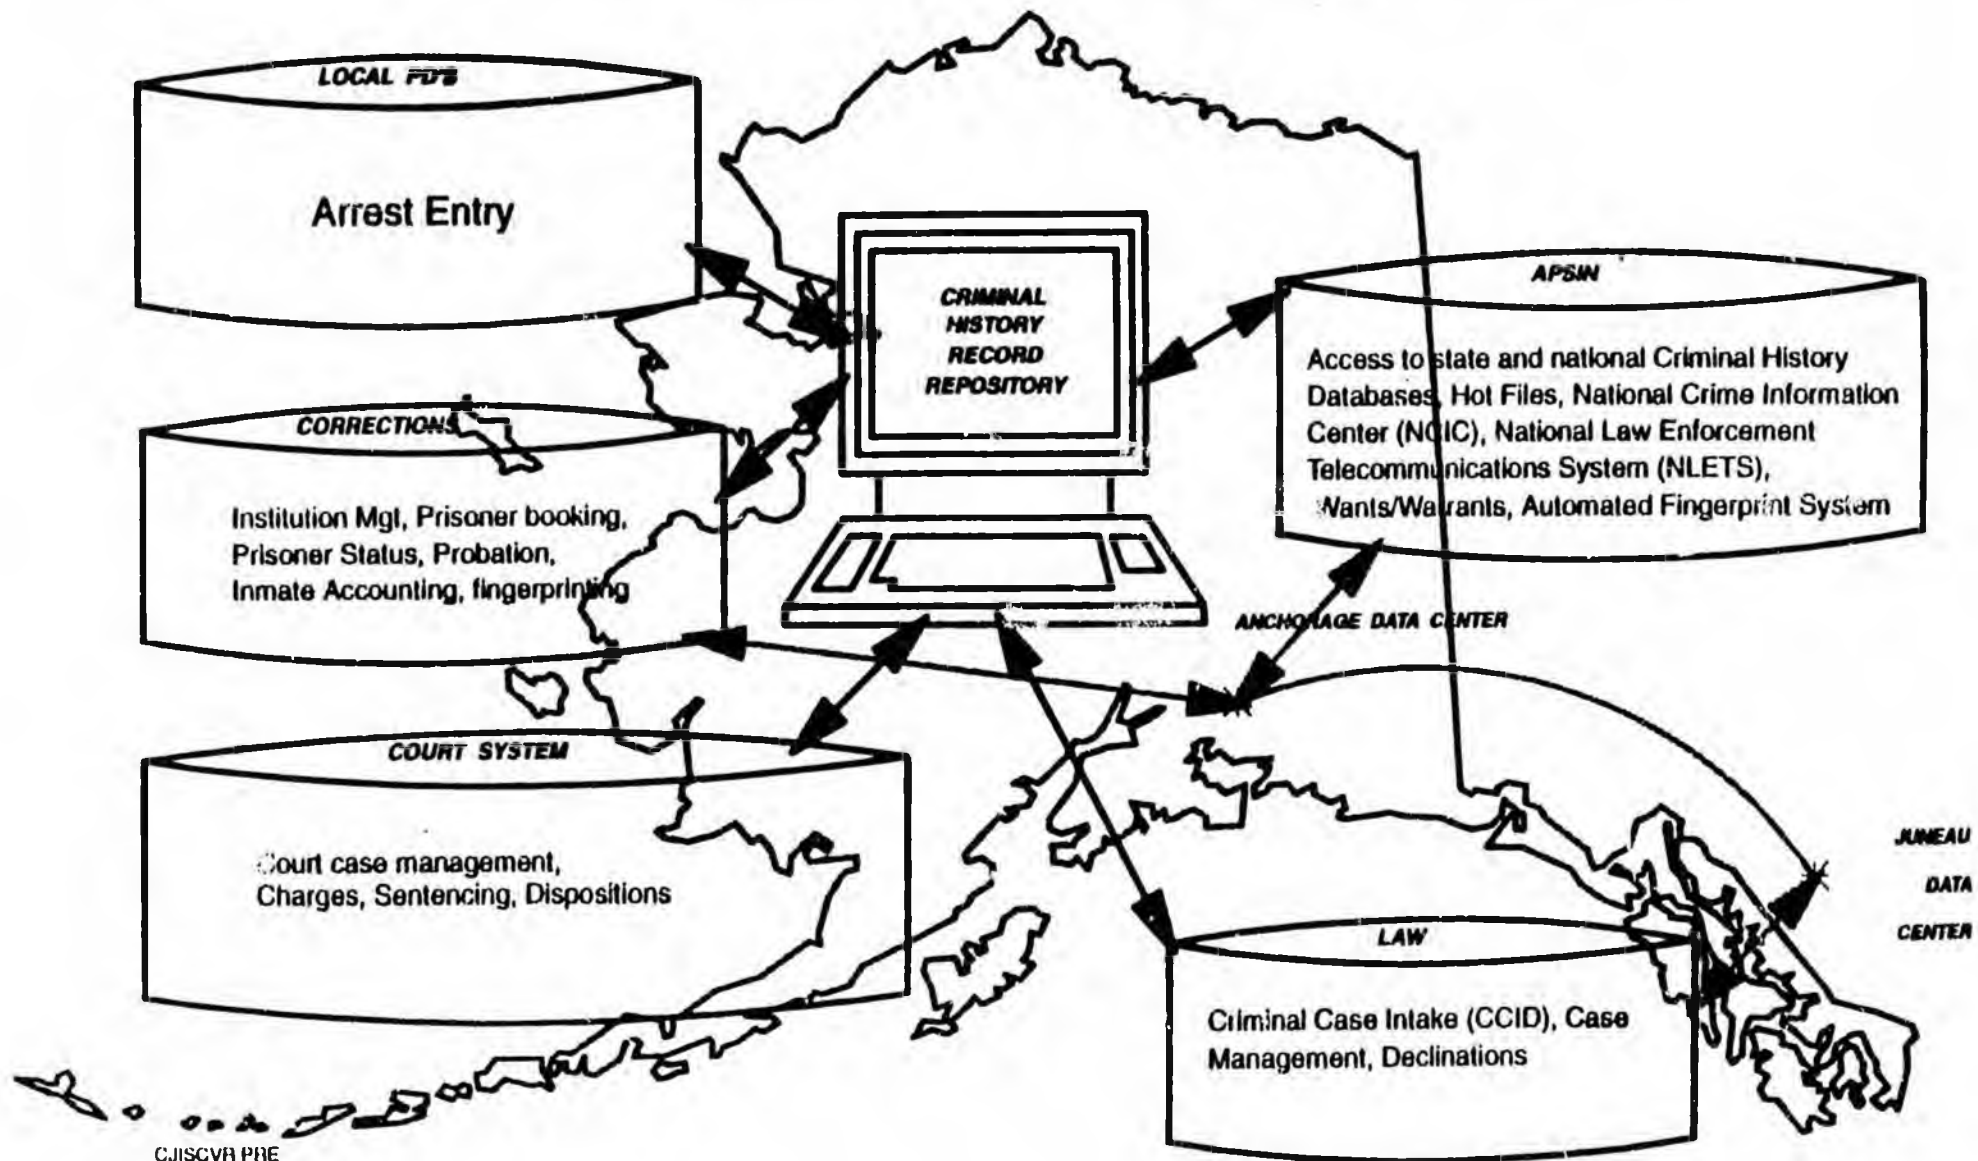 LOCAL PD'S
Arrest Entry
CRIMINAL
HISTORY
RECORD
REPOSITORY
APSIN
Access to state and national Criminal History
Databases, Hot Files, National Crime Information
Center (NCIC), National Law Enforcement
Telecommunications System (NLETS),
Wants/Warrants, Automated Fingerprint System
CORRECTIONS
Institution Mgt, Prisoner booking,
Prisoner Status, Probation,
Inmate Accounting, fingerprinting
ANCHORAGE DATA CENTER
COURT SYSTEM
Court case management,
Charges, Sentencing, Dispositions
JUNEAU
DATA
CENTER
LAW
Criminal Case Intake (CCID), Case
Management, Declinations
CJISCVR PRE